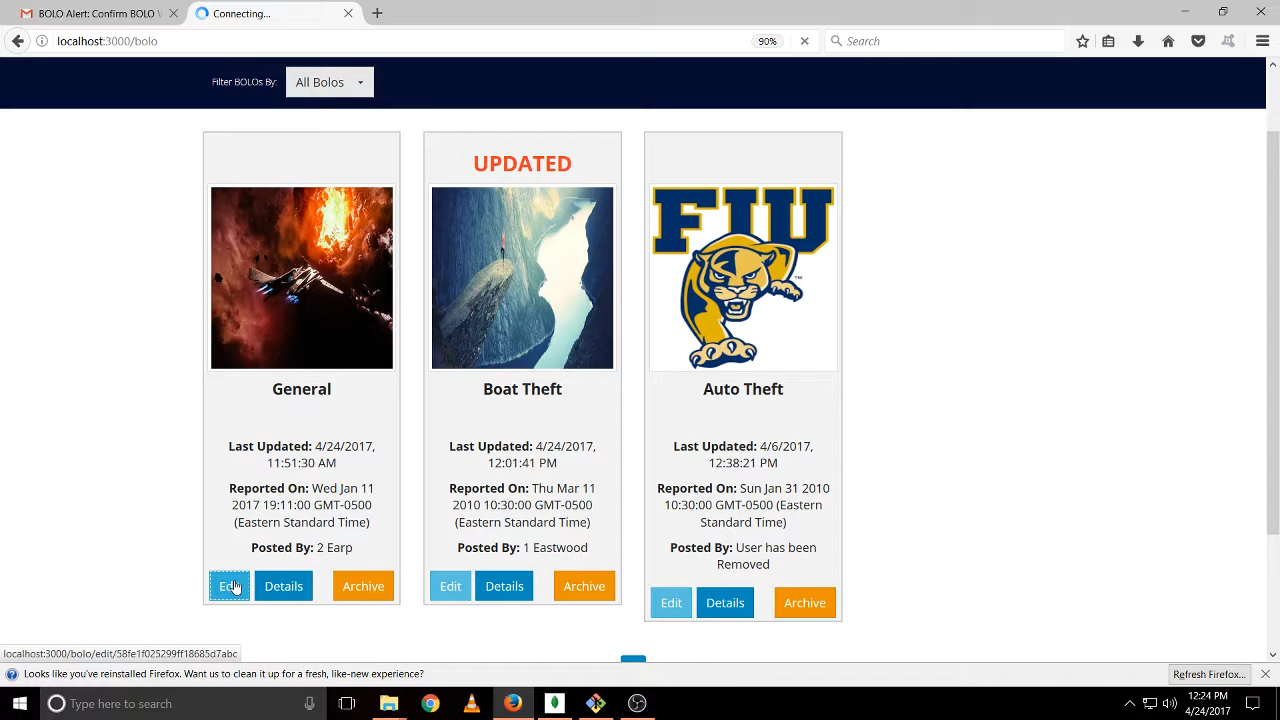 BOLO Alert: Confirm BOLO
Connecting...
localhost:3000/bolo
90%
Search
Filter BOLOs By:
All Bolos
UPDATED
FIU
TM
General
Boat Theft
Auto Theft
Last Updated: 4/24/2017,
11:51:30 AM
Last Updated: 4/24/2017,
12:01:41 PM
Last Updated: 4/6/2017,
12:38:21 PM
Reported On: Wed Jan 11
2017 19:11:00 GMT-0500
(Eastern Standard Time)
Reported On: Thu Mar 11
2010 10:30:00 GMT-0500
(Eastern Standard Time)
Reported On: Sun Jan 31 2010
10:30:00 GMT-0500 (Eastern
Standard Time)
Posted By: 2 Earp
Posted By: 1 Eastwood
Posted By: User has been
Removed
Edit
Details
Archive
Edit
Details
Archive
Edit
Details
Archive
localhost:3000/bolo/edit/58fe1f025299ff18685d7abc
Looks like you've reinstalled Firefox. Want us to clean it up for a fresh, like-new experience?
Refresh Firefox...
Type here to search
12:24 PM
4/24/2017